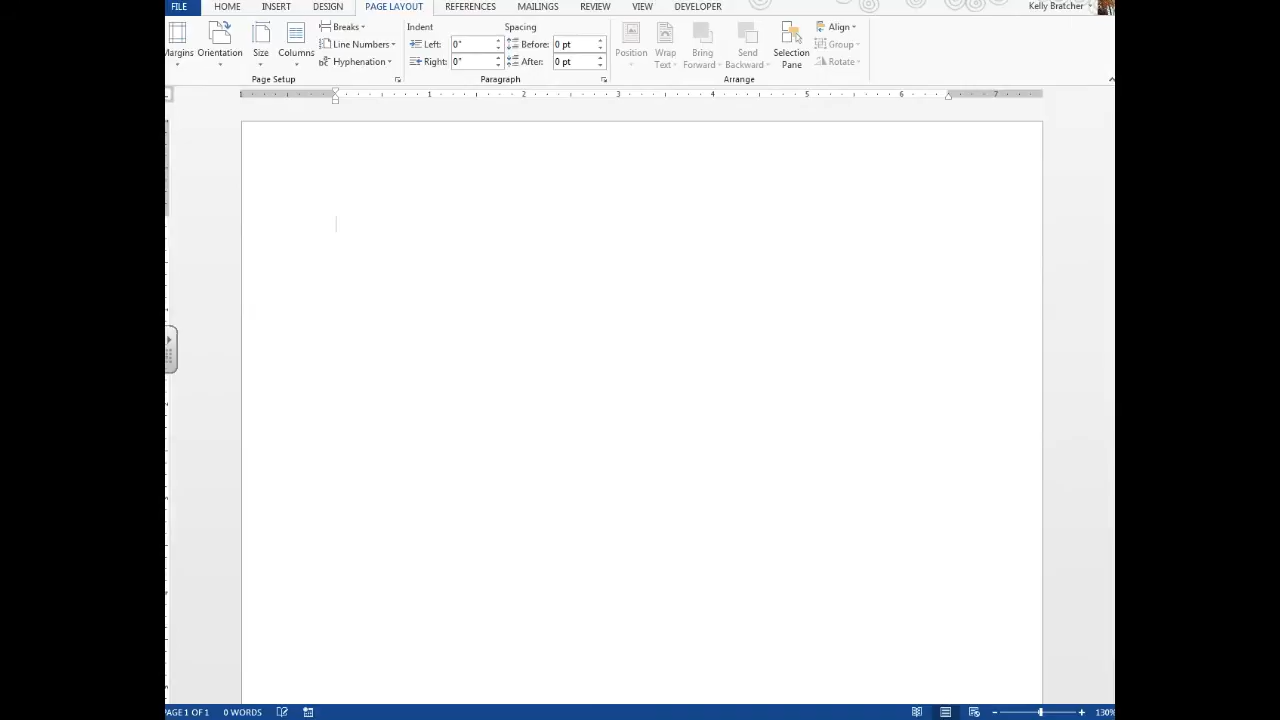 FILE HOME INSERT DESIGN PAGE LAYOUT REFERENCES MAILINGS REVIEW VIEW DEVELOPER Kelly Bratcher
Breaks Indent Spacing Align
Margins Orientation Size Columns Line Numbers Left: 0" Before: 0 pt Position Wrap Text Bring Forward Send Backward Selection Pane Group
Hyphenation Right: 0" After: 0 pt Rotate
Page Setup Paragraph Arrange
1 1 2 3 4 5 6 7
PAGE 1 OF 1 0 WORDS 130%